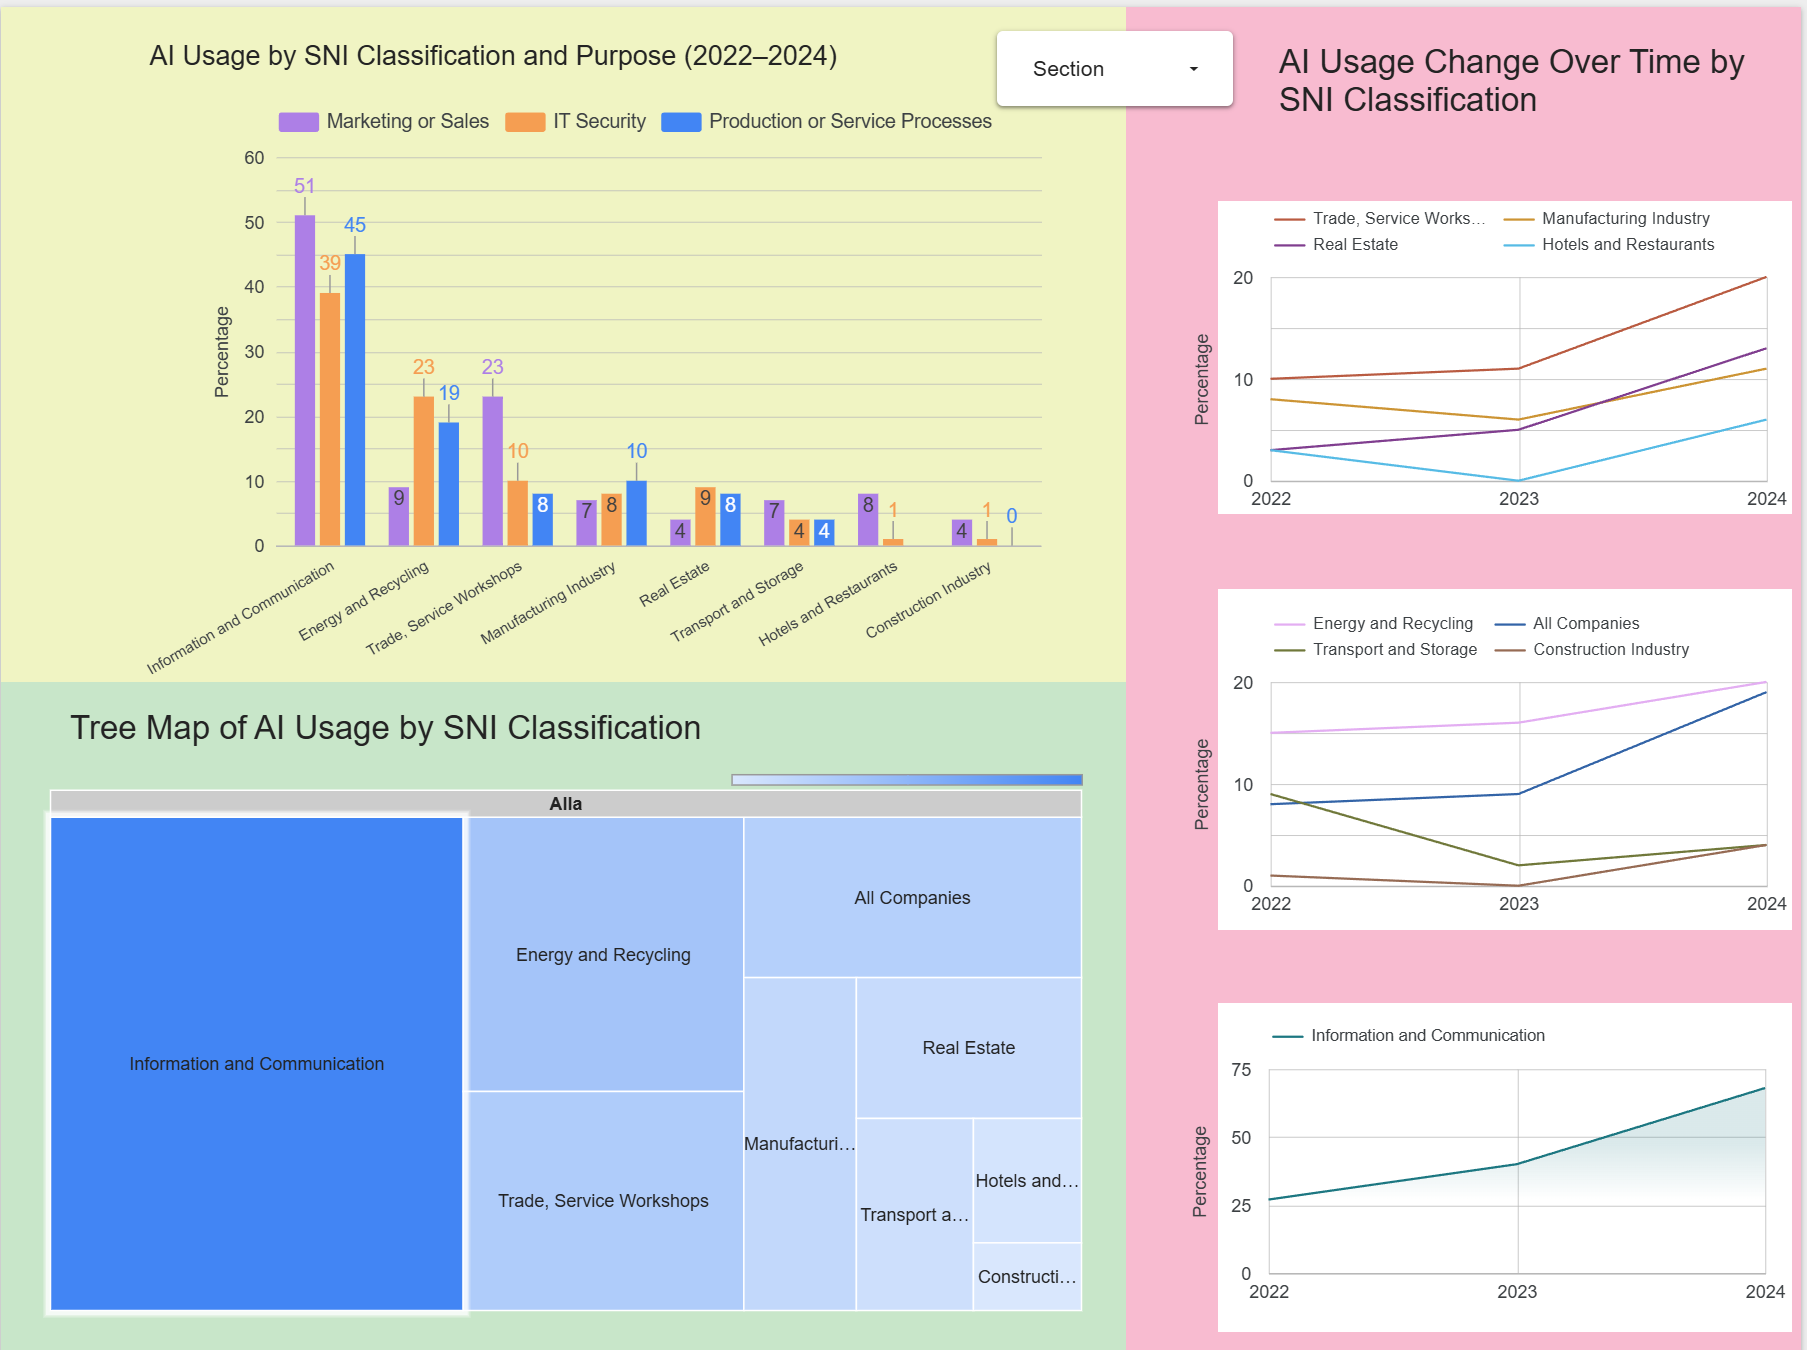 AI Usage by SNI Classification and Purpose (2022–2024)
Section
Marketing or Sales
IT Security
Production or Service Processes
Percentage
60
50
40
30
20
10
0
51
39
45
9
23
19
23
10
8
7
8
10
4
9
8
7
4
4
8
1
4
1
0
Information and Communication
Energy and Recycling
Trade, Service Workshops
Manufacturing Industry
Real Estate
Transport and Storage
Hotels and Restaurants
Construction Industry
Tree Map of AI Usage by SNI Classification
Alla
Information and Communication
Energy and Recycling
Trade, Service Workshops
All Companies
Manufacturi...
Real Estate
Transport a...
Hotels and...
Constructi...
AI Usage Change Over Time by
SNI Classification
Trade, Service Works...
Manufacturing Industry
Real Estate
Hotels and Restaurants
Percentage
20
10
0
2022
2023
2024
Energy and Recycling
All Companies
Transport and Storage
Construction Industry
Percentage
20
10
0
2022
2023
2024
Information and Communication
Percentage
75
50
25
0
2022
2023
2024